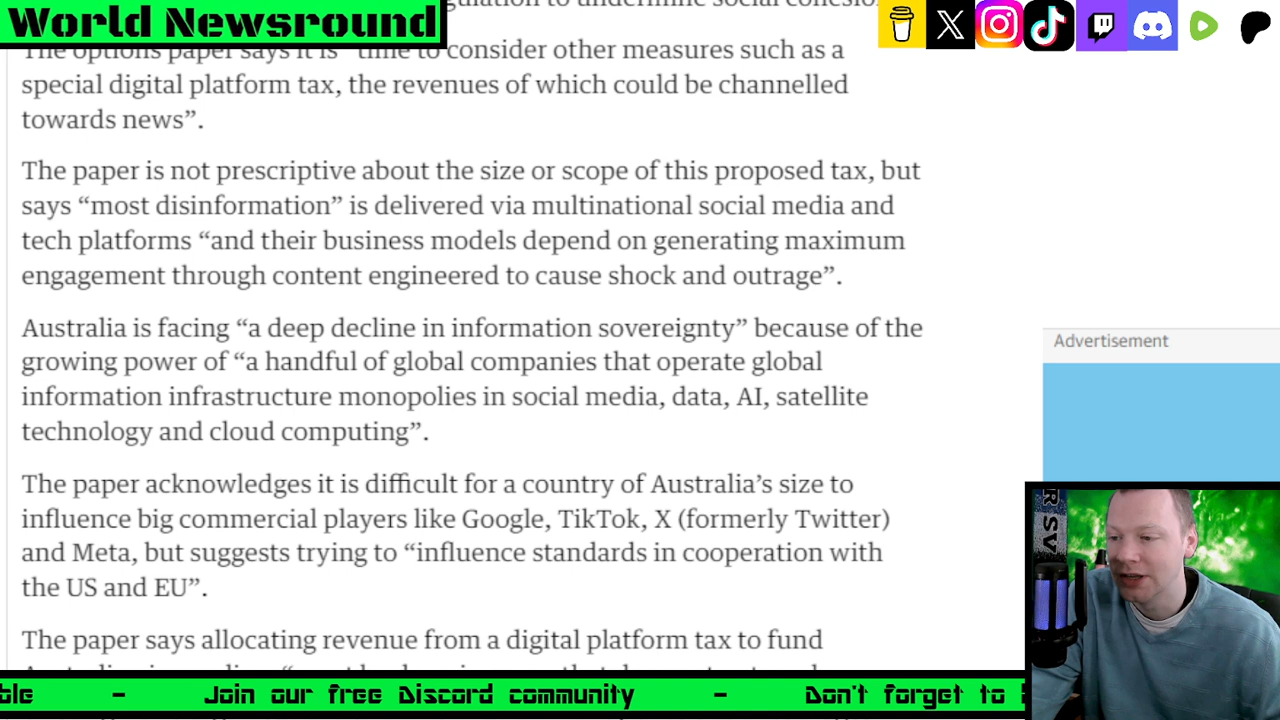 World Newsround
gulation to undermine social cohesio
The options paper says it is “time to consider other measures such as a
special digital platform tax, the revenues of which could be channelled
towards news”.
The paper is not prescriptive about the size or scope of this proposed tax, but
says “most disinformation” is delivered via multinational social media and
tech platforms “and their business models depend on generating maximum
engagement through content engineered to cause shock and outrage”.
Australia is facing “a deep decline in information sovereignty” because of the
growing power of “a handful of global companies that operate global
information infrastructure monopolies in social media, data, AI, satellite
technology and cloud computing”.
Advertisement
The paper acknowledges it is difficult for a country of Australia’s size to
influence big commercial players like Google, TikTok, X (formerly Twitter)
and Meta, but suggests trying to “influence standards in cooperation with
the US and EU”.
The paper says allocating revenue from a digital platform tax to fund
ble - Join our free Discord community - Don't forget to